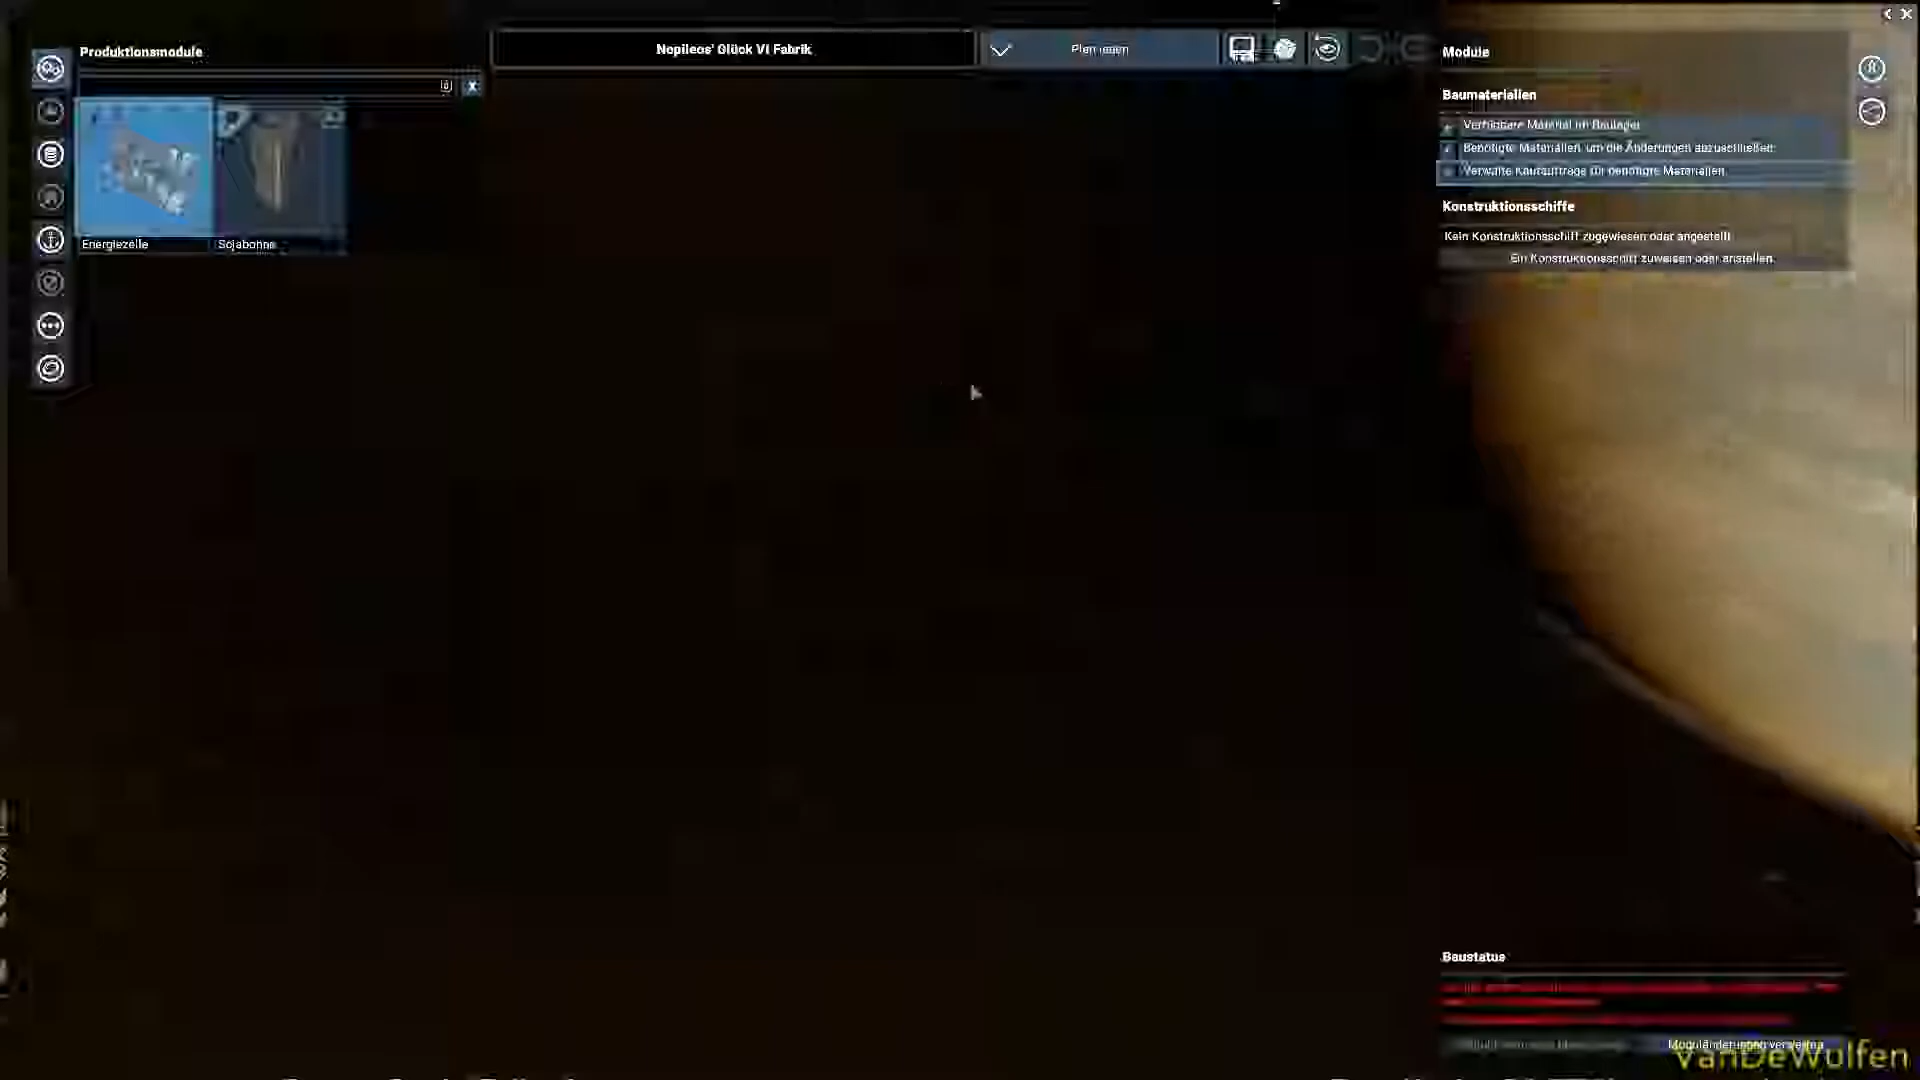 Produktionsmodule
Energiezelle
Sojabohne
Nopileos' Glück VI Fabrik
Plan laden
Module
Baumaterialien
Verfügbare Material im Baulager
Benötigte Materialien, um die Änderungen abzuschließen:
Verwalte Kaufaufträge für benötigte Materialien
Konstruktionsschiffe
Kein Konstruktionsschiff zugewiesen oder angestellt
Ein Konstruktionsschiff zuweisen oder anstellen.
Baustatus
VanDeWulfen